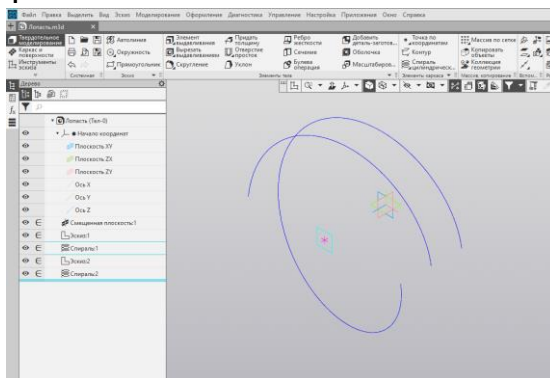 Файл Правка Выделить Вид Эскиз Моделирование Оформление Диагностика Управление Настройка Приложения Окно Справка
Лопасть.m3d
Твердотельное моделирование
Каркас и поверхности
Инструменты эскиза
Автолиния
Окружность
Прямоугольник
Элемент выдавливания
Вырезать выдавливанием
Скругление
Придать толщину
Отверстие простое
Уклон
Ребро жесткости
Сечение
Булева операция
Добавить деталь-заготов...
Оболочка
Масштабиров...
Точка по координатам
Контур
Спираль цилиндрическ...
Массив по сетке
Копировать объекты
Коллекция геометрии
Системная
Эскиз
Элементы тела
Элементы каркаса
Массив, копирование
Вспом...
Дерево
Лопасть (Тел-0)
Начало координат
Плоскость XY
Плоскость ZX
Плоскость ZY
Ось X
Ось Y
Ось Z
Смещенная плоскость:1
Эскиз:1
Спираль:1
Эскиз:2
Спираль:2